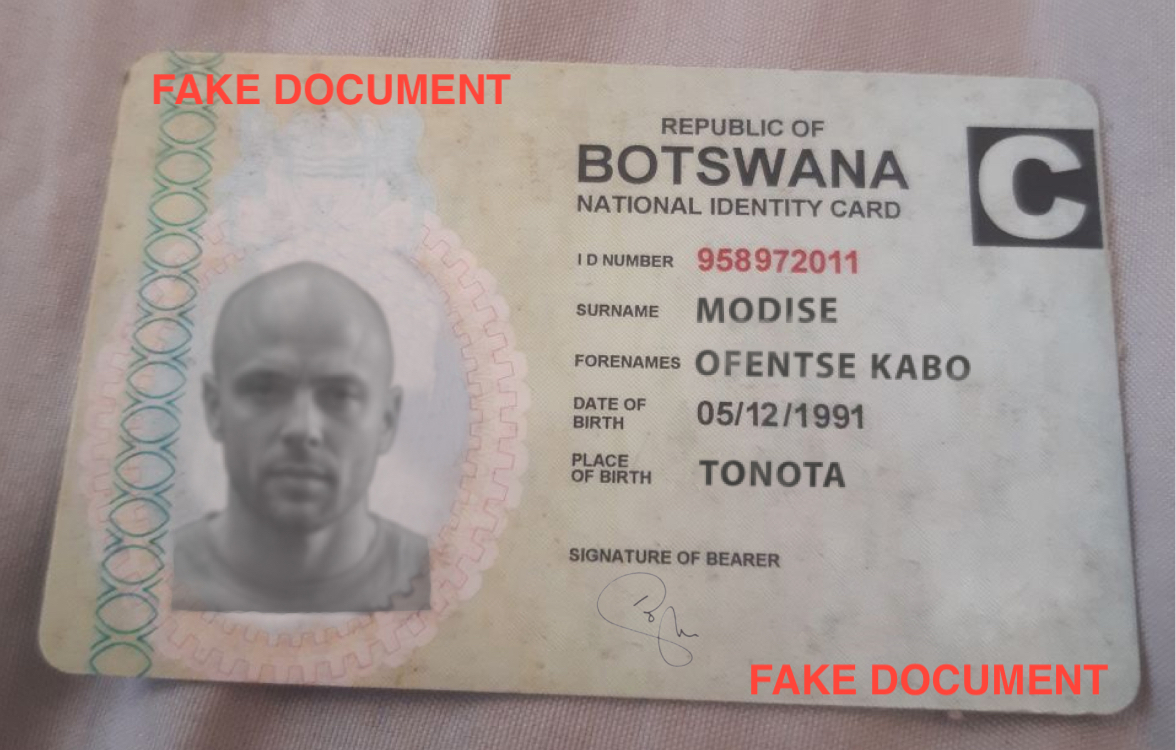 FAKE DOCUMENT
REPUBLIC OF
BOTSWANA
NATIONAL IDENTITY CARD
C
I D NUMBER 958972011
SURNAME MODISE
FORENAMES OFENTSE KABO
DATE OF
BIRTH 05/12/1991
PLACE
OF BIRTH TONOTA
SIGNATURE OF BEARER
FAKE DOCUMENT